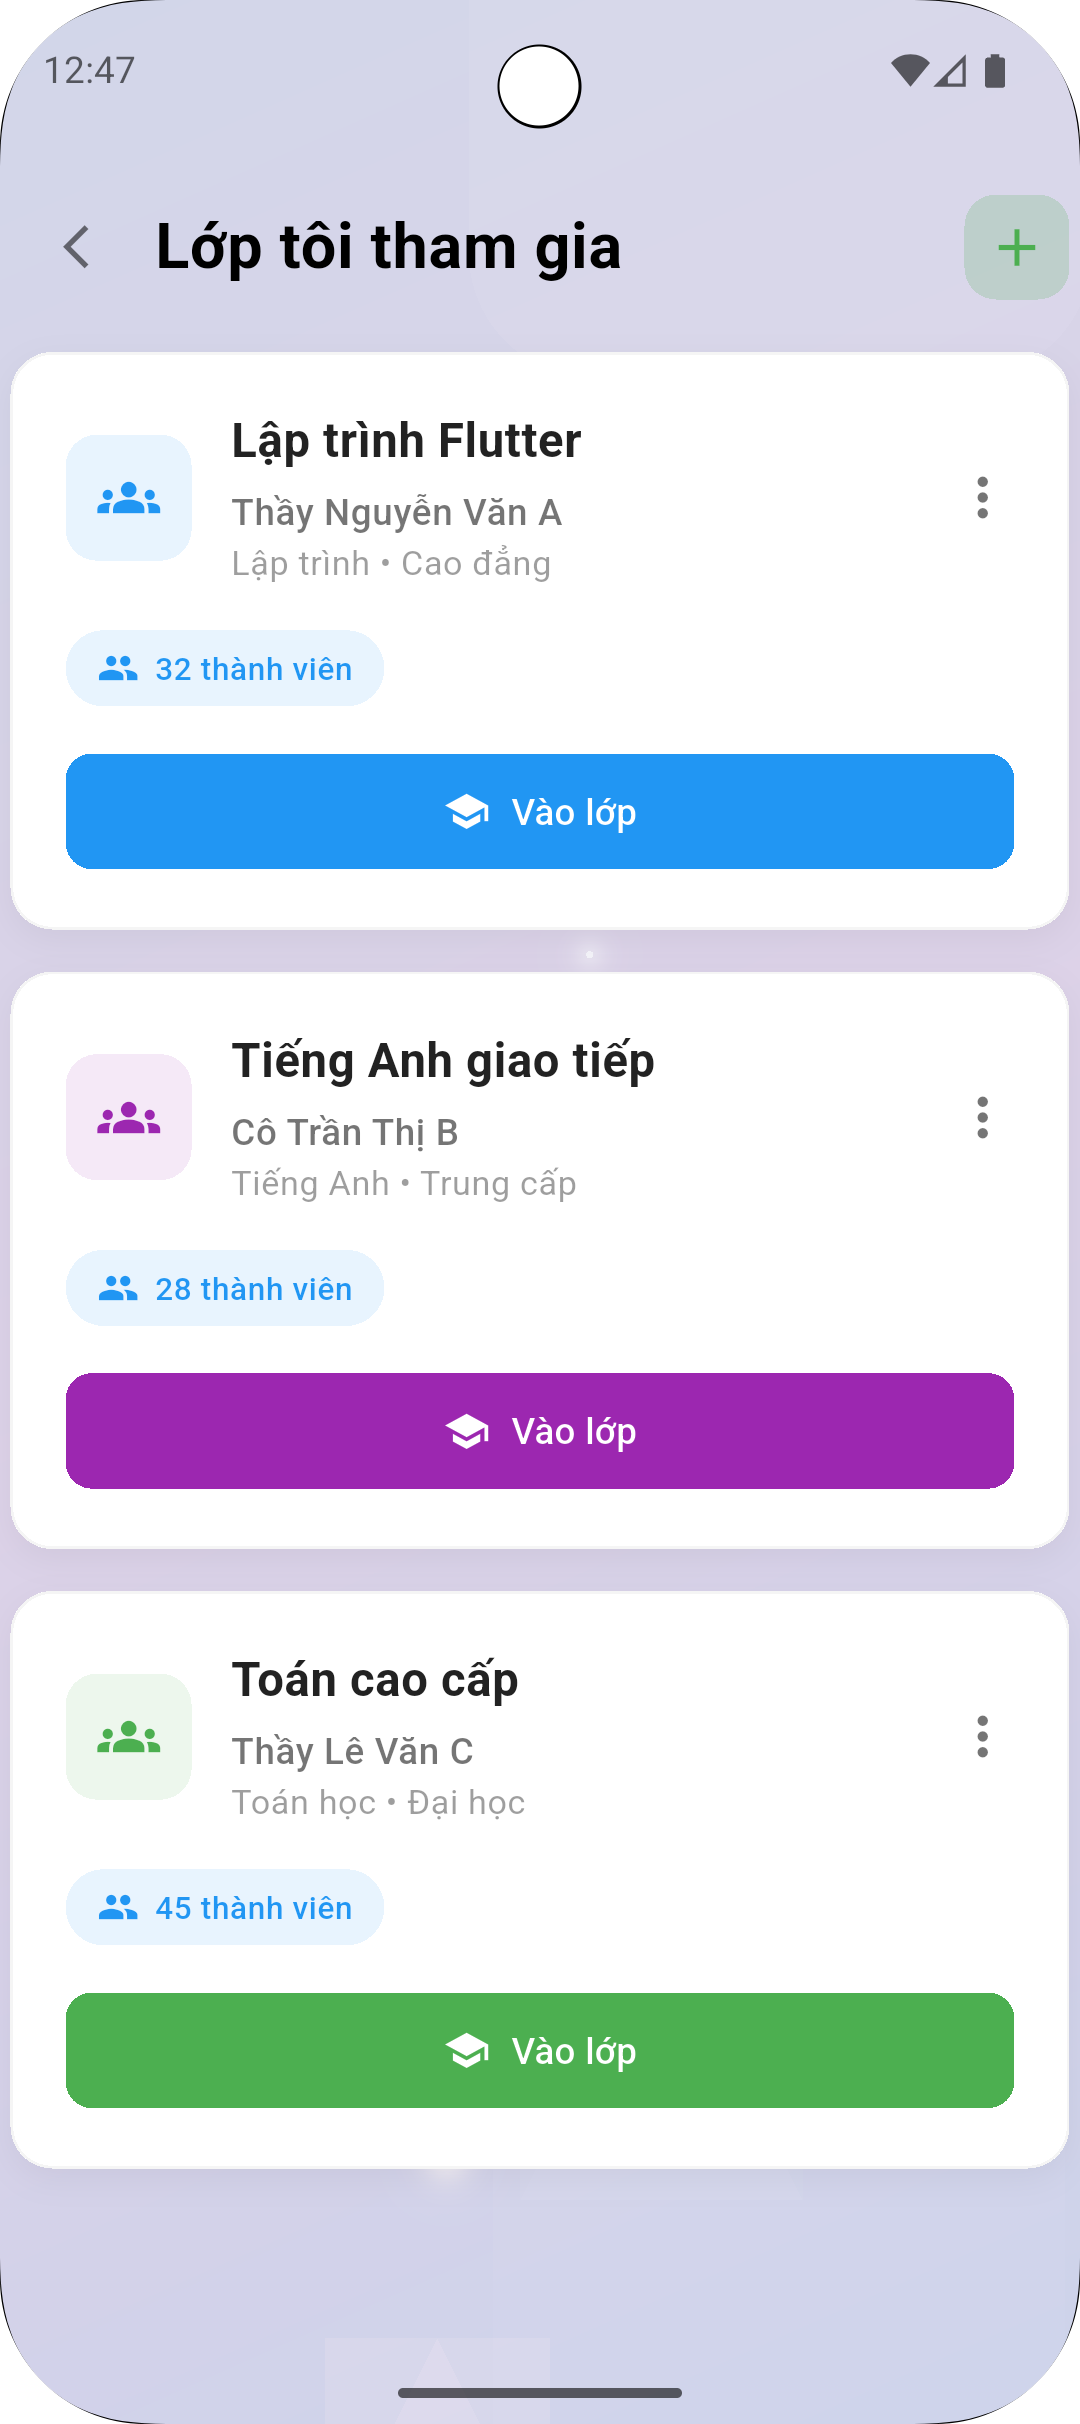 12:47
Lớp tôi tham gia
Lập trình Flutter
Thầy Nguyễn Văn A
Lập trình • Cao đẳng
32 thành viên
Vào lớp
Tiếng Anh giao tiếp
Cô Trần Thị B
Tiếng Anh • Trung cấp
28 thành viên
Vào lớp
Toán cao cấp
Thầy Lê Văn C
Toán học • Đại học
45 thành viên
Vào lớp